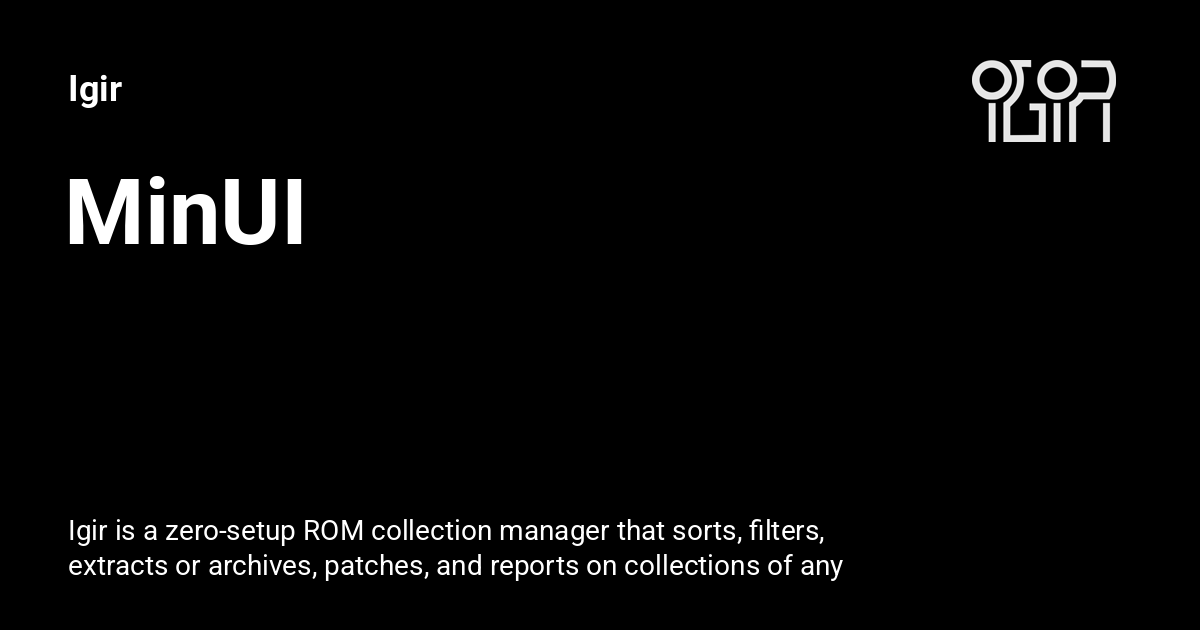 Igir
IGIR
MinUI
Igir is a zero-setup ROM collection manager that sorts, filters,
extracts or archives, patches, and reports on collections of any